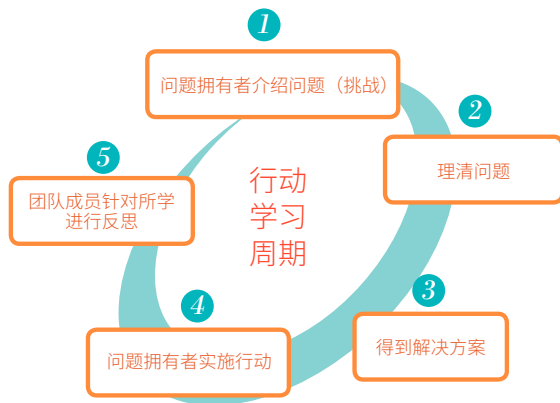 1
问题拥有者介绍问题（挑战）
2
理清问题
3
得到解决方案
4
问题拥有者实施行动
5
团队成员针对所学
进行反思
行动
学习
周期